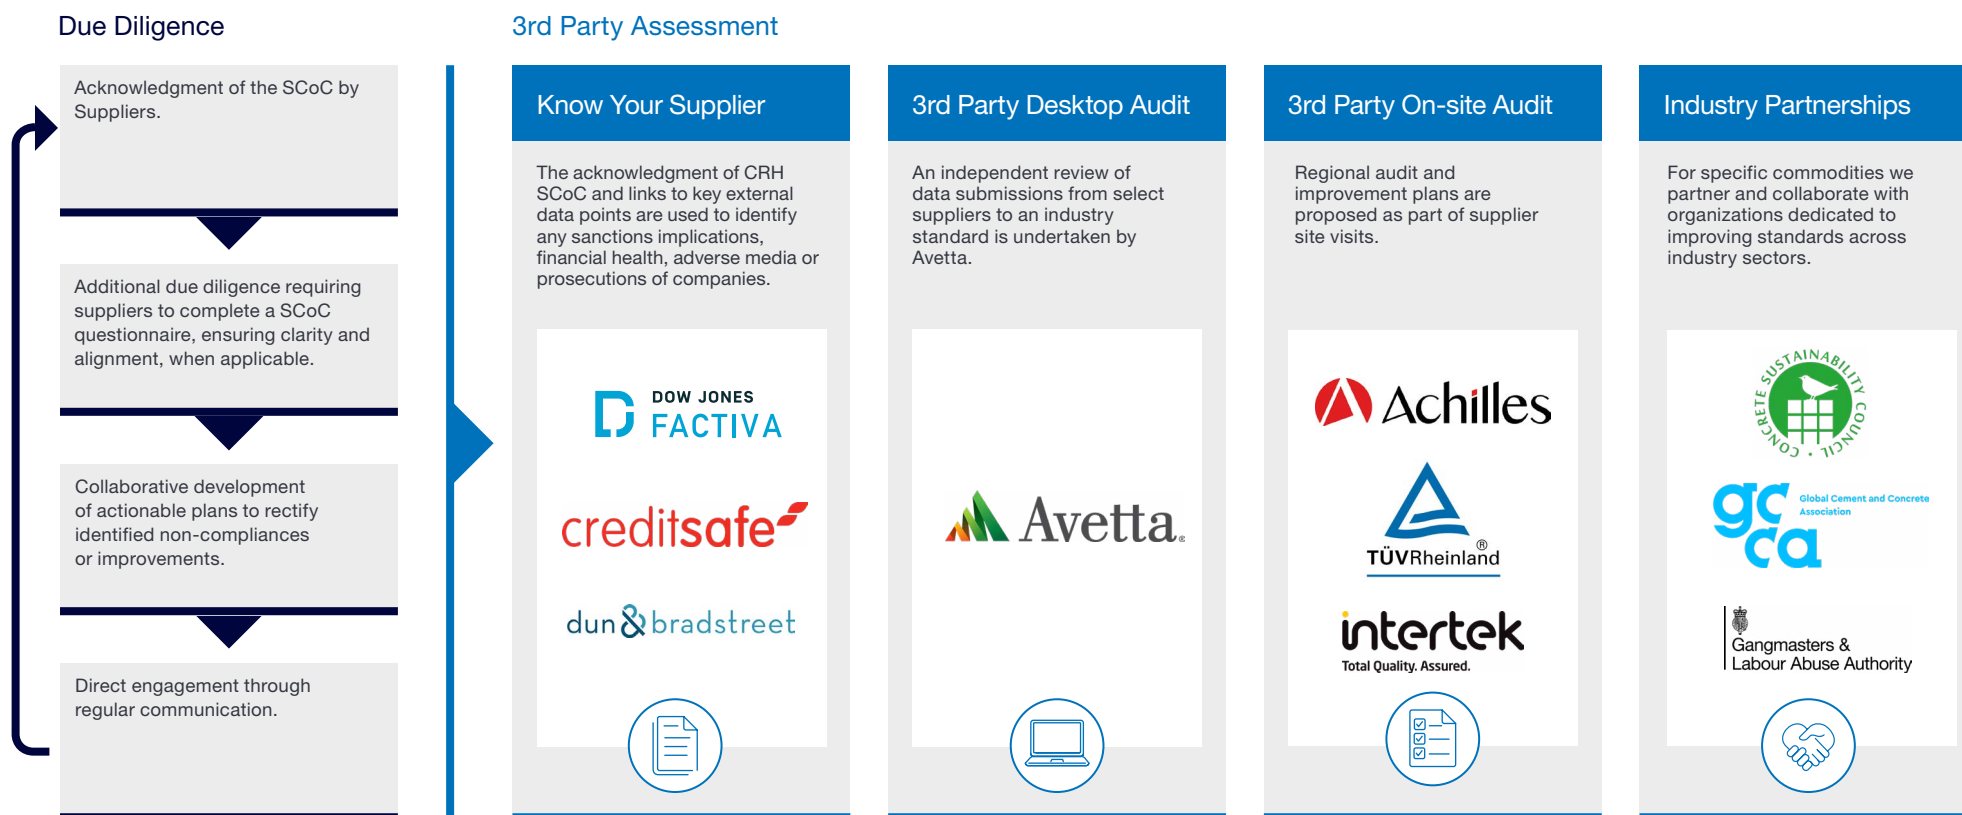 Due Diligence
Acknowledgment of the SCoC by
Suppliers.
Additional due diligence requiring
suppliers to complete a SCoC
questionnaire, ensuring clarity and
alignment, when applicable.
Collaborative development
of actionable plans to rectify
identified non-compliances
or improvements.
Direct engagement through
regular communication.
3rd Party Assessment
Know Your Supplier
The acknowledgment of CRH
SCoC and links to key external
data points are used to identify
any sanctions implications,
financial health, adverse media or
prosecutions of companies.
DOW JONES
FACTIVA
creditsafe
dun & bradstreet
3rd Party Desktop Audit
An independent review of
data submissions from select
suppliers to an industry
standard is undertaken by
Avetta.
Avetta®
3rd Party On-site Audit
Regional audit and
improvement plans are
proposed as part of supplier
site visits.
Achilles
TÜVRheinland®
intertek
Total Quality. Assured.
Industry Partnerships
For specific commodities we
partner and collaborate with
organizations dedicated to
improving standards across
industry sectors.
CONCRETE SUSTAINABILITY COUNCIL
gcca
Global Cement and Concrete
Association
Gangmasters &
Labour Abuse Authority